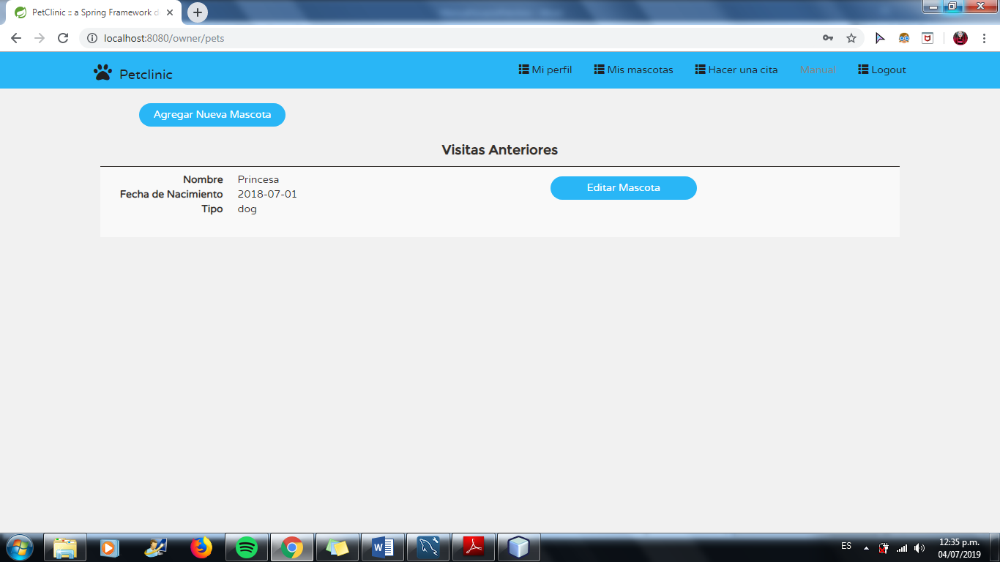 PetClinic :: a Spring Framework d
localhost:8080/owner/pets
Petclinic
Mi perfil
Mis mascotas
Hacer una cita
Manual
Logout
Agregar Nueva Mascota
Visitas Anteriores
Nombre Princesa
Editar Mascota
Fecha de Nacimiento 2018-07-01
Tipo dog
ES
12:35 p.m.
04/07/2019